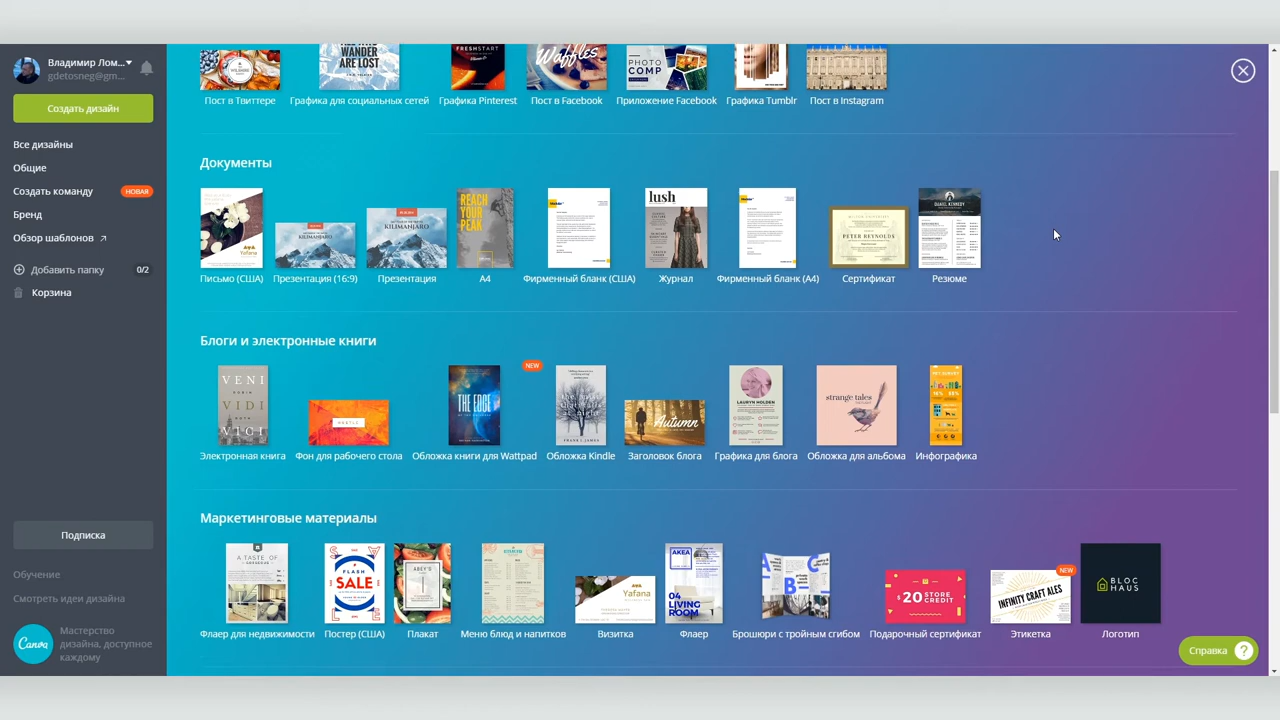 Владимир Лом...
gdetosneg@gm...
Создать дизайн
Все дизайны
Общие
Создать команду
НОВАЯ
Бренд
Добавить папку
0/2
Корзина
Подписка
Обучение
Смотреть идеи дизайна
Canva
Мастерство
дизайна, доступное
каждому
WANDER
ARE LOST
FRESHSTART
Waffles
PHOTO
COMP
Пост в Твиттере
Графика для социальных сетей
Графика Pinterest
Пост в Facebook
Приложение Facebook
Графика Tumblr
Пост в Instagram
Документы
Yafana
KILIMANJARO
KILIMANJARO
REACH
YOUR
PEAK
lush
PETER REYNOLDS
DANIEL KENNEDY
Письмо (США)
Презентация (16:9)
Презентация
A4
Фирменный бланк (США)
Журнал
Фирменный бланк (A4)
Сертификат
Резюме
Блоги и электронные книги
VENI
VIDI
VICI
THE EDGE
NEW
Autumn
LAURYN HOLDEN
strange tales
Электронная книга
Фон для рабочего стола
Обложка книги для Wattpad
Обложка Kindle
Заголовок блога
Графика для блога
Обложка для альбома
Инфографика
Маркетинговые материалы
A TASTE OF
FLASH
SALE
Yafana
AKEA
04
LIVING
ROOM
A
B
C
$20 STORE
CREDIT
NEW
INFINITY CRAFT ALES
BLOC
HAUS
Флаер для недвижимости
Постер (США)
Плакат
Меню блюд и напитков
Визитка
Флаер
Брошюри с тройным сгибом
Подарочный сертификат
Этикетка
Логотип
Справка ?